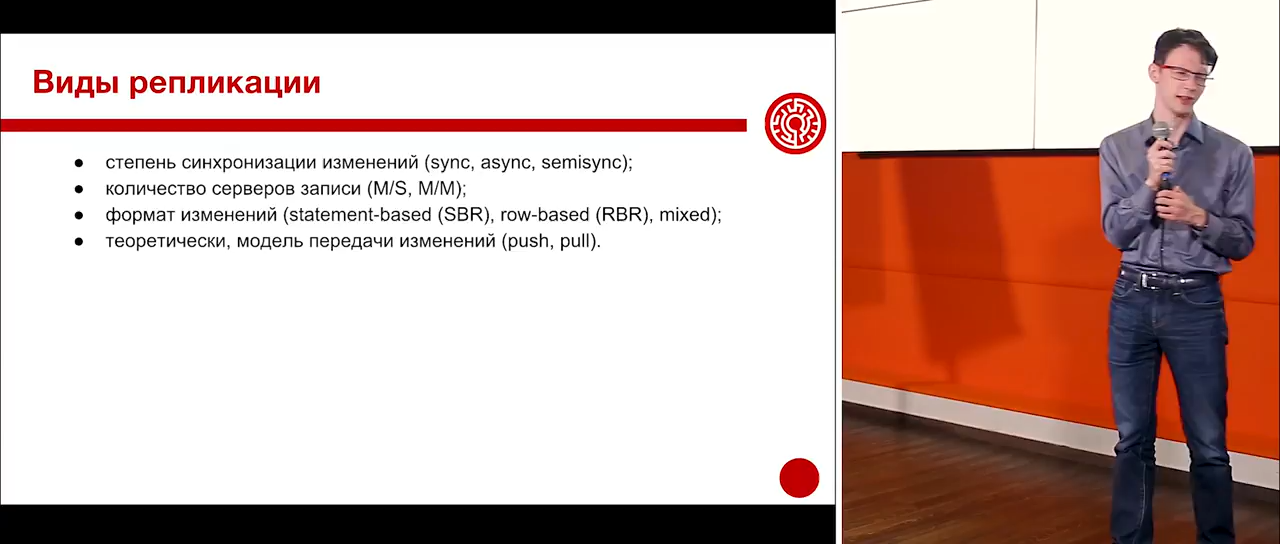 Виды репликации
● степень синхронизации изменений (sync, async, semisync);
● количество серверов записи (M/S, M/M);
● формат изменений (statement-based (SBR), row-based (RBR), mixed);
● теоретически, модель передачи изменений (push, pull).